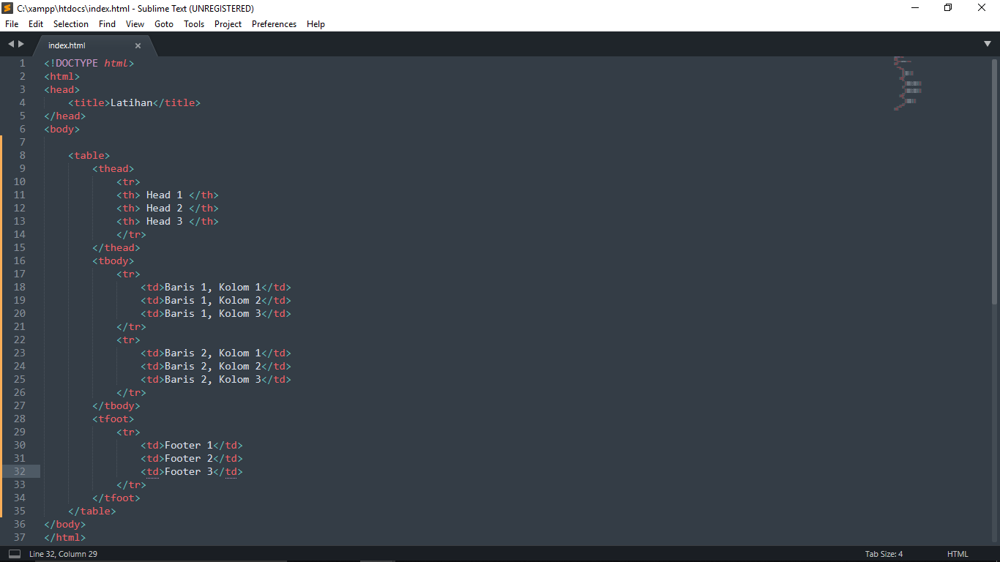 C:\xampp\htdocs\index.html - Sublime Text (UNREGISTERED)
File Edit Selection Find View Goto Tools Project Preferences Help
index.html
1 <!DOCTYPE html>
2 <html>
3 <head>
4 <title>Latihan</title>
5 </head>
6 <body>
7
8 <table>
9 <thead>
10 <tr>
11 <th> Head 1 </th>
12 <th> Head 2 </th>
13 <th> Head 3 </th>
14 </tr>
15 </thead>
16 <tbody>
17 <tr>
18 <td>Baris 1, Kolom 1</td>
19 <td>Baris 1, Kolom 2</td>
20 <td>Baris 1, Kolom 3</td>
21 </tr>
22 <tr>
23 <td>Baris 2, Kolom 1</td>
24 <td>Baris 2, Kolom 2</td>
25 <td>Baris 2, Kolom 3</td>
26 </tr>
27 </tbody>
28 <tfoot>
29 <tr>
30 <td>Footer 1</td>
31 <td>Footer 2</td>
32 <td>Footer 3</td>
33 </tr>
34 </tfoot>
35 </table>
36 </body>
37 </html>
Line 32, Column 29 Tab Size: 4 HTML